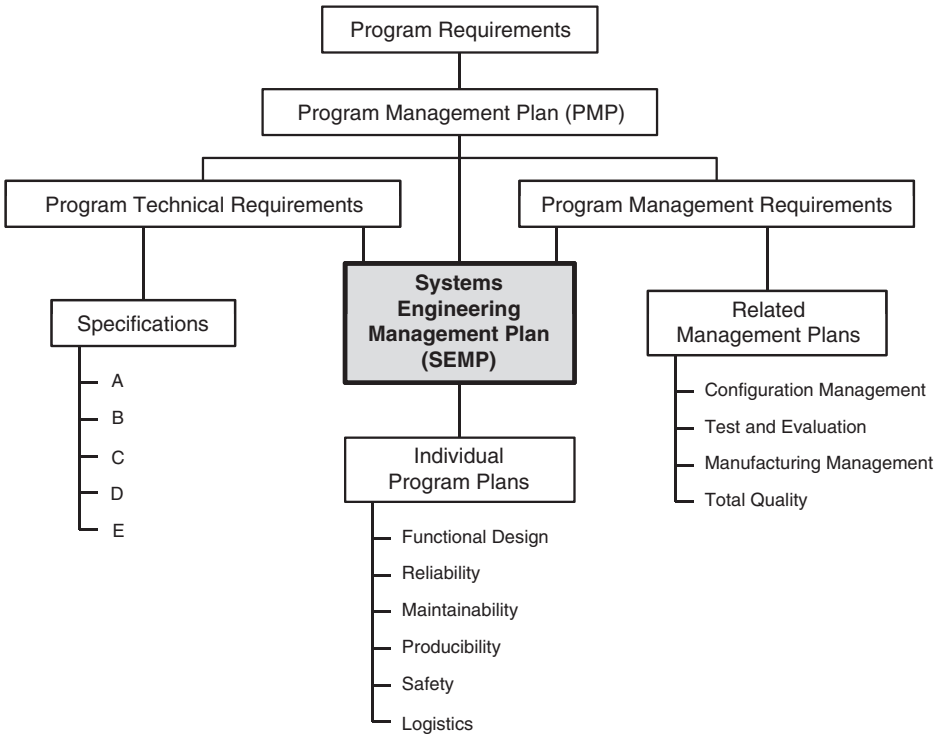 Program Requirements
Program Management Plan (PMP)
Program Technical Requirements
Program Management Requirements
Systems
Engineering
Management Plan
(SEMP)
Specifications
A
B
C
D
E
Related
Management Plans
Configuration Management
Test and Evaluation
Manufacturing Management
Total Quality
Individual
Program Plans
Functional Design
Reliability
Maintainability
Producibility
Safety
Logistics